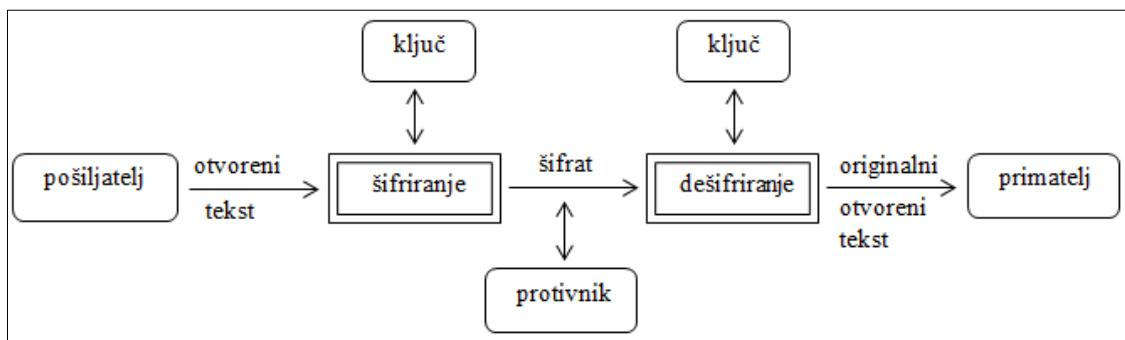 ključ
ključ
pošiljatelj
otvoreni
tekst
šifriranje
šifrat
dešifriranje
originalni
otvoreni
tekst
primatelj
protivnik